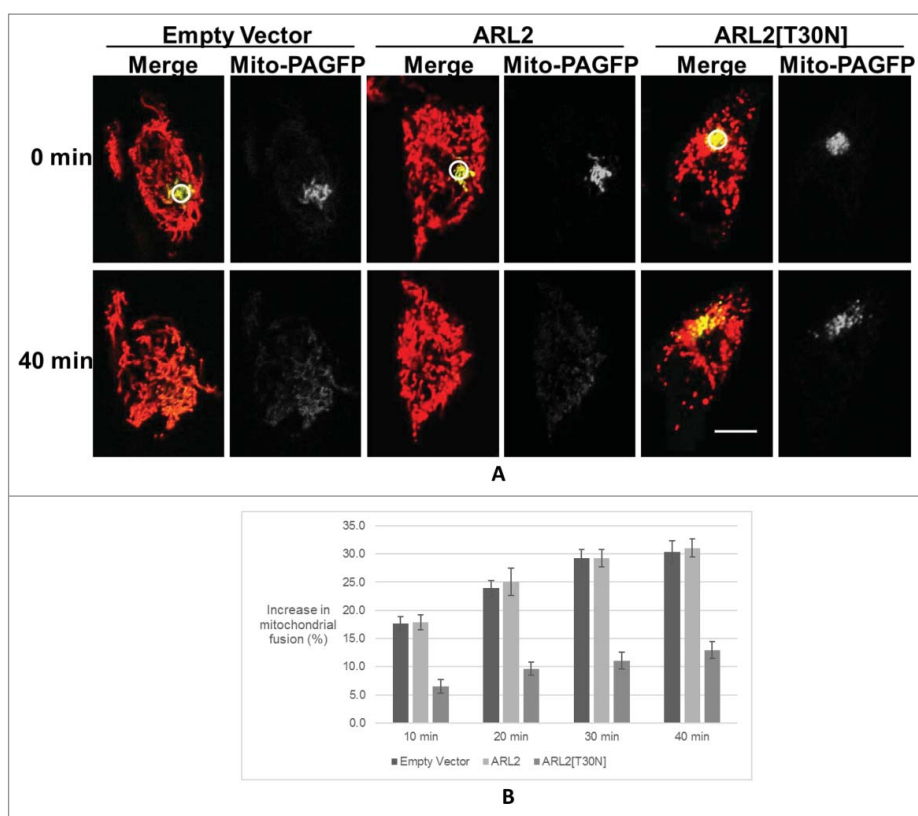 Empty Vector ARL2 ARL2[T30N]
Merge Mito-PAGFP Merge Mito-PAGFP Merge Mito-PAGFP
0 min
40 min
A
35.0
30.0
25.0
20.0
15.0
10.0
5.0
0.0
Increase in
mitochondrial
fusion (%)
10 min 20 min 30 min 40 min
Empty Vector ARL2 ARL2[T30N]
B